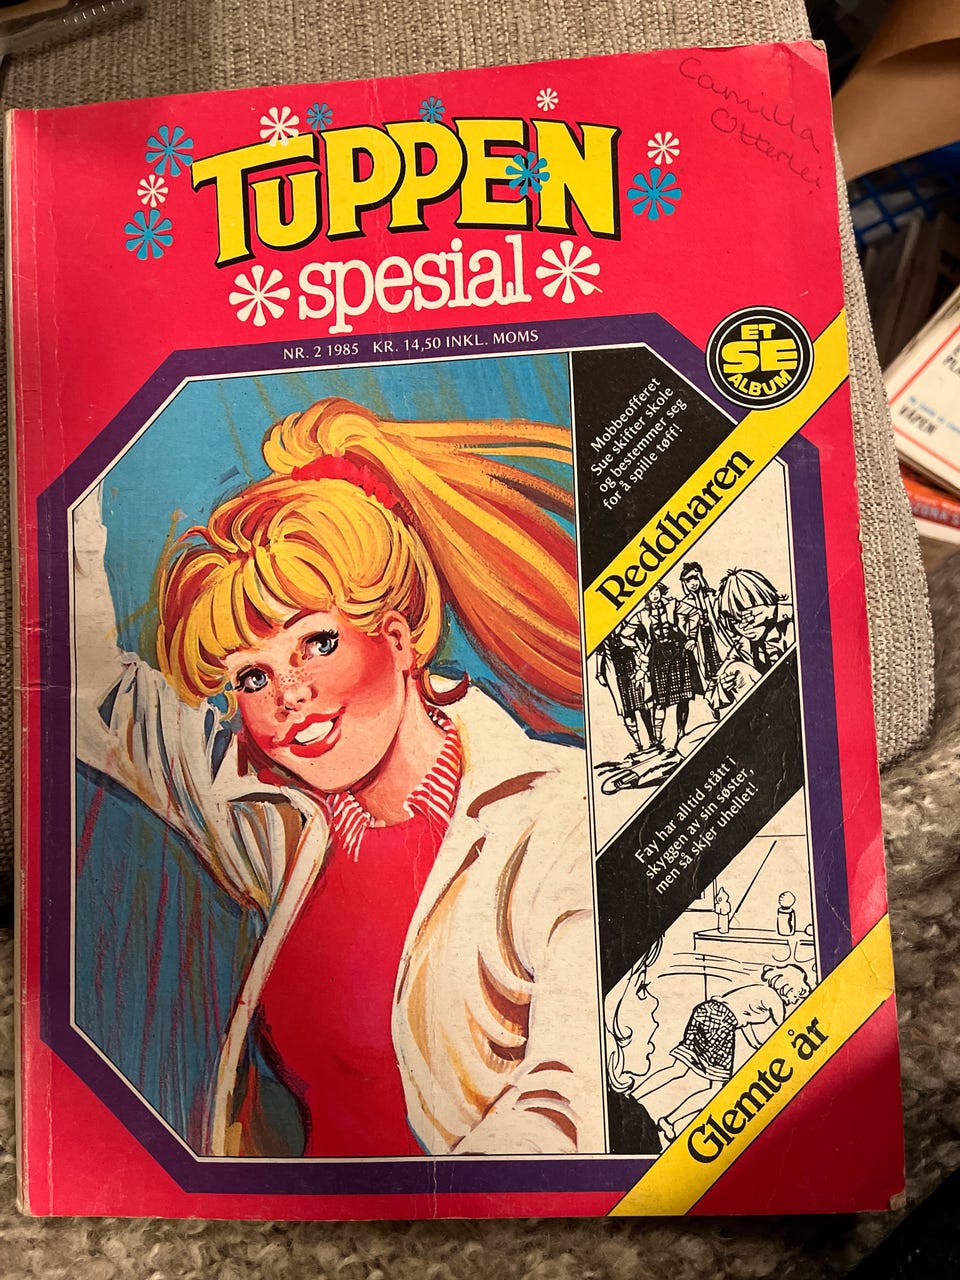 Camilla
TUPPEN
spesial
NR. 2 1985 KR. 14,50 INKL. MOMS
ET
SE
ALBUM
Mobbeofferet
Sue skifter skole
og bestemmer seg
for å spille tøff!
Reddharen
Fay har alltid stått i
skyggen av sin søster,
men så skjer uhellet!
Glemte år
VÅPEN